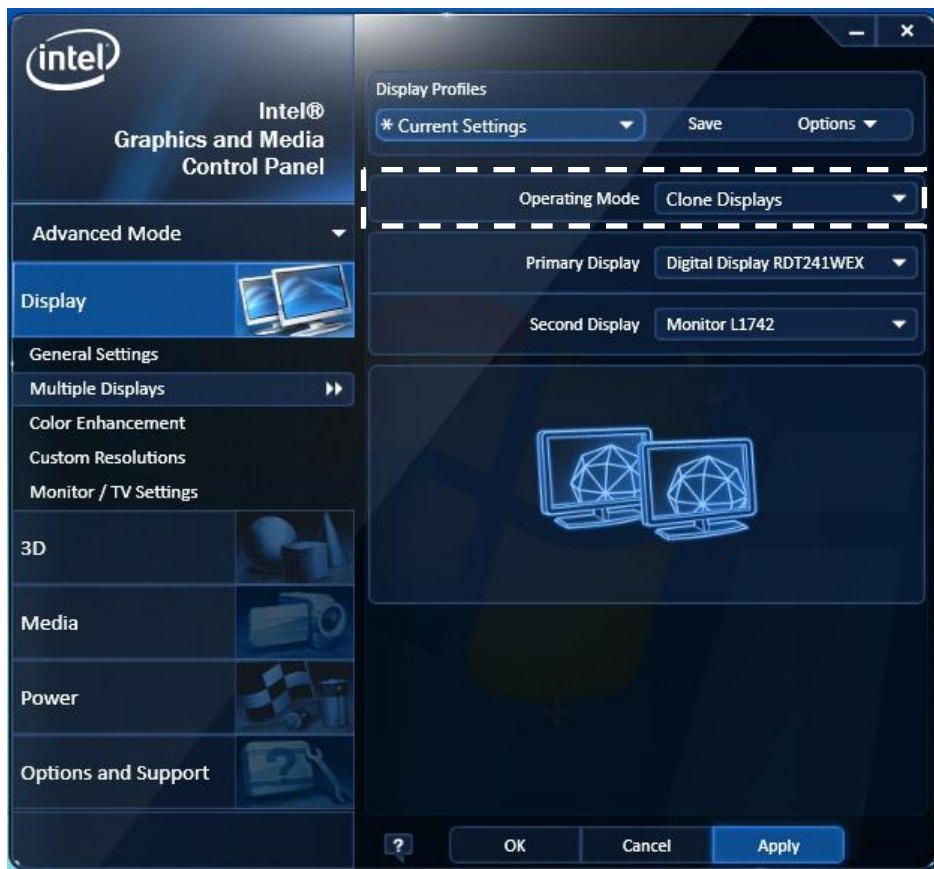 intel
Intel®
Graphics and Media
Control Panel
Advanced Mode
Display
General Settings
Multiple Displays
Color Enhancement
Custom Resolutions
Monitor / TV Settings
3D
Media
Power
Options and Support
Display Profiles
* Current Settings Save Options
Operating Mode Clone Displays
Primary Display Digital Display RDT241WEX
Second Display Monitor L1742
? OK Cancel Apply